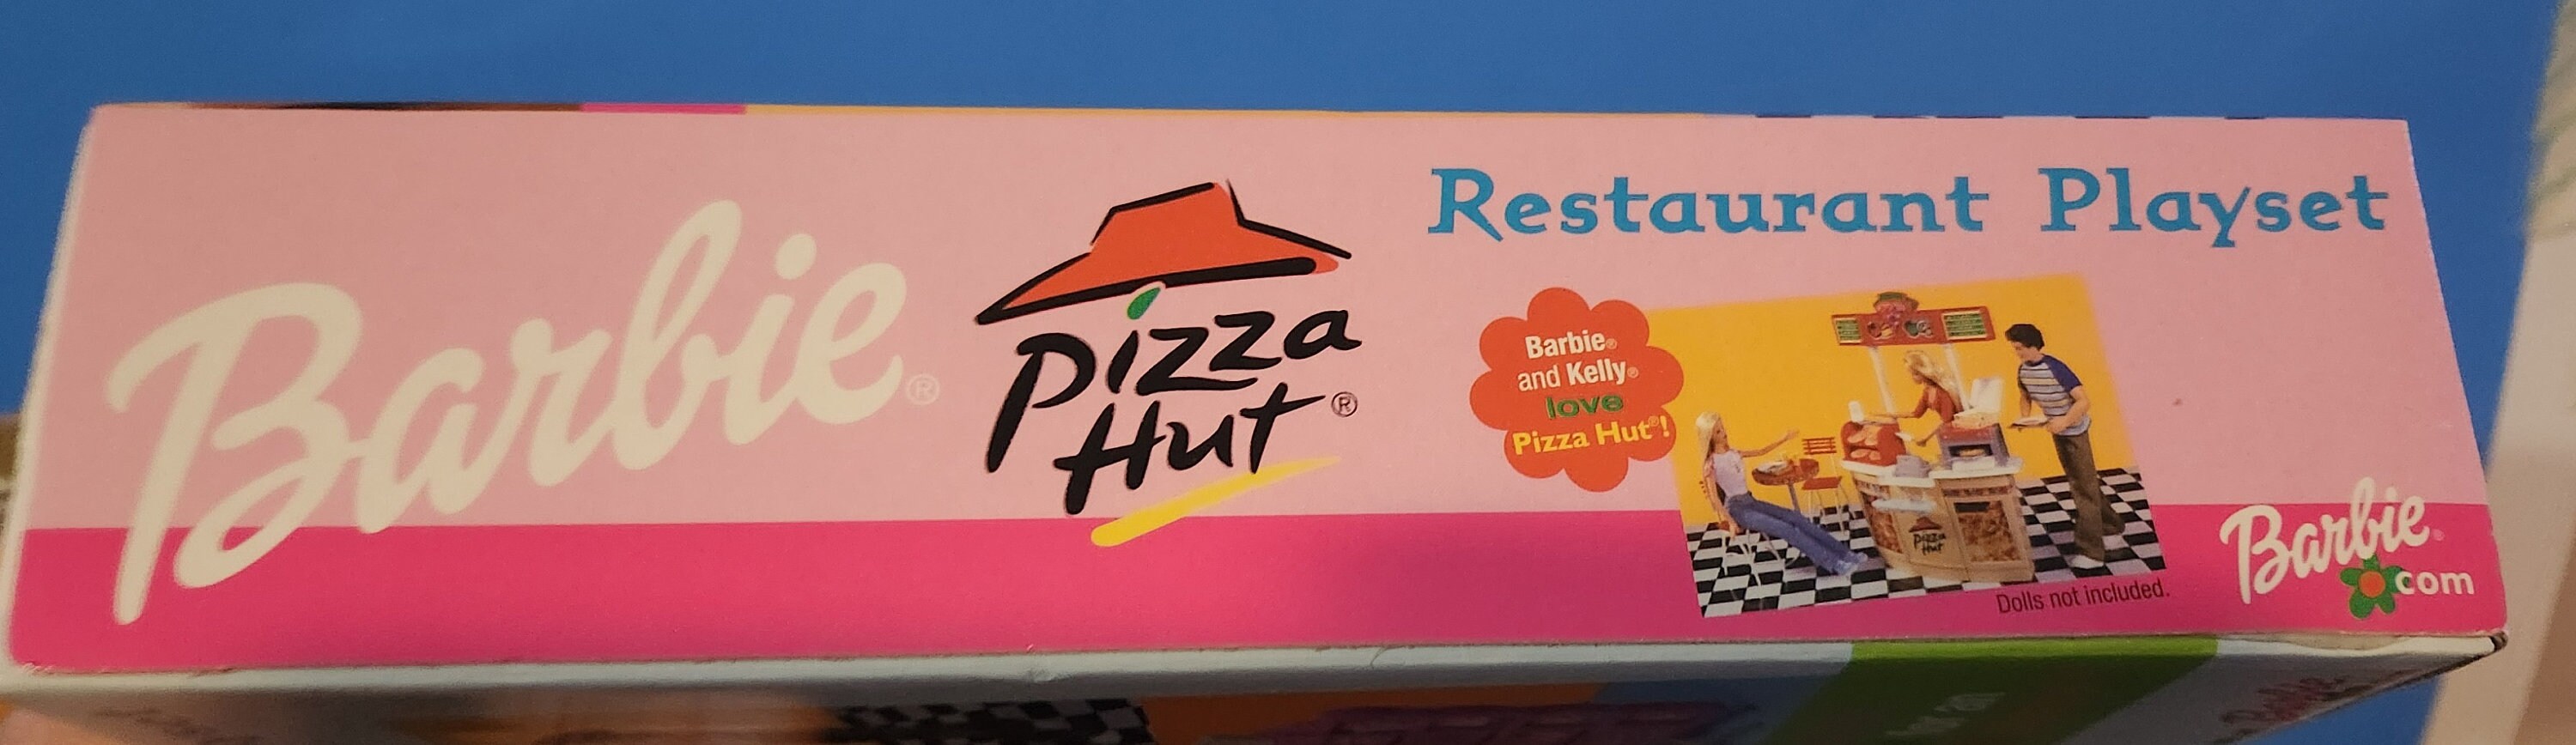 Barbie®
Pizza
Hut®
Restaurant Playset
Barbie®
and Kelly®
love
Pizza Hut®!
Pizza
Hut
Dolls not included.
Barbie®
com